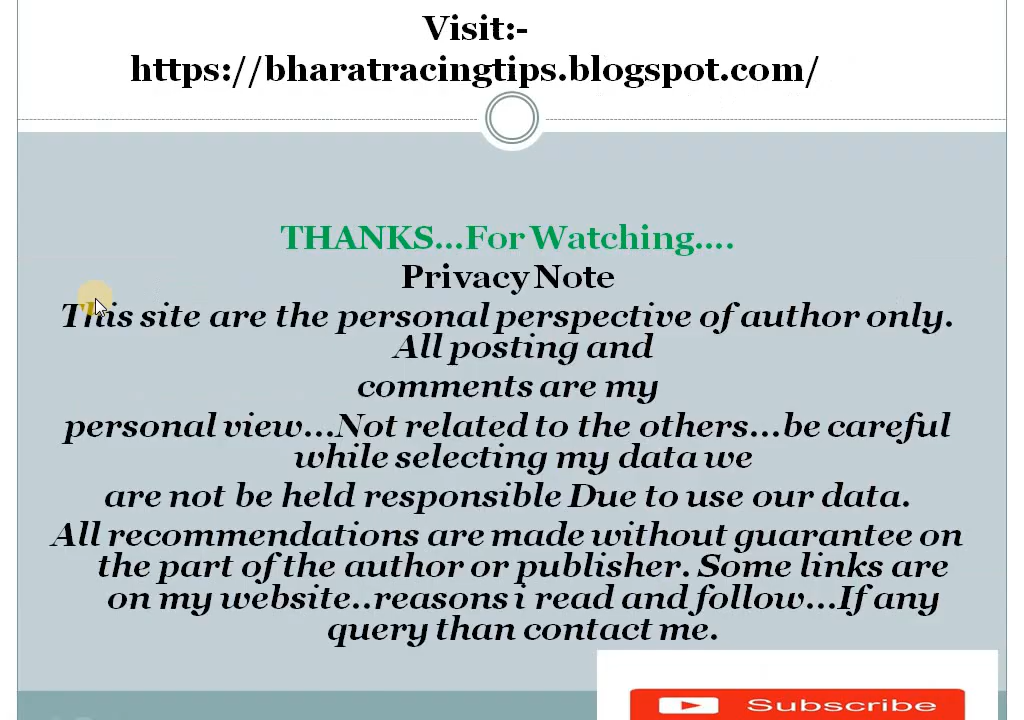 Visit:-
https://bharatracingtips.blogspot.com/
THANKS...For Watching....
Privacy Note
This site are the personal perspective of author only.
All posting and
comments are my
personal view...Not related to the others...be careful
while selecting my data we
are not be held responsible Due to use our data.
All recommendations are made without guarantee on
the part of the author or publisher. Some links are
on my website..reasons i read and follow...If any
query than contact me.
Subscribe